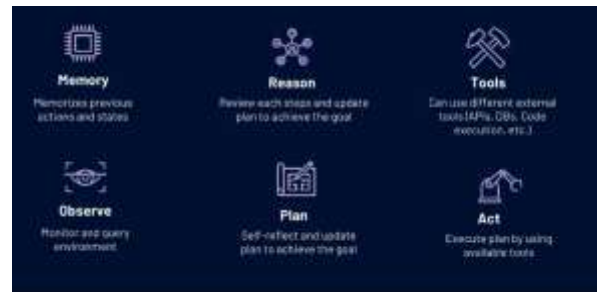 Memory
Memorizes previous
actions and states
Reason
Review each steps and update
plan to achieve the goal
Tools
Can use different external
tools (APIs, DBs, Code
execution, etc.)
Observe
Monitor and query
environment
Plan
Self-reflect and update
plan to achieve the goal
Act
Execute plan by using
available tools